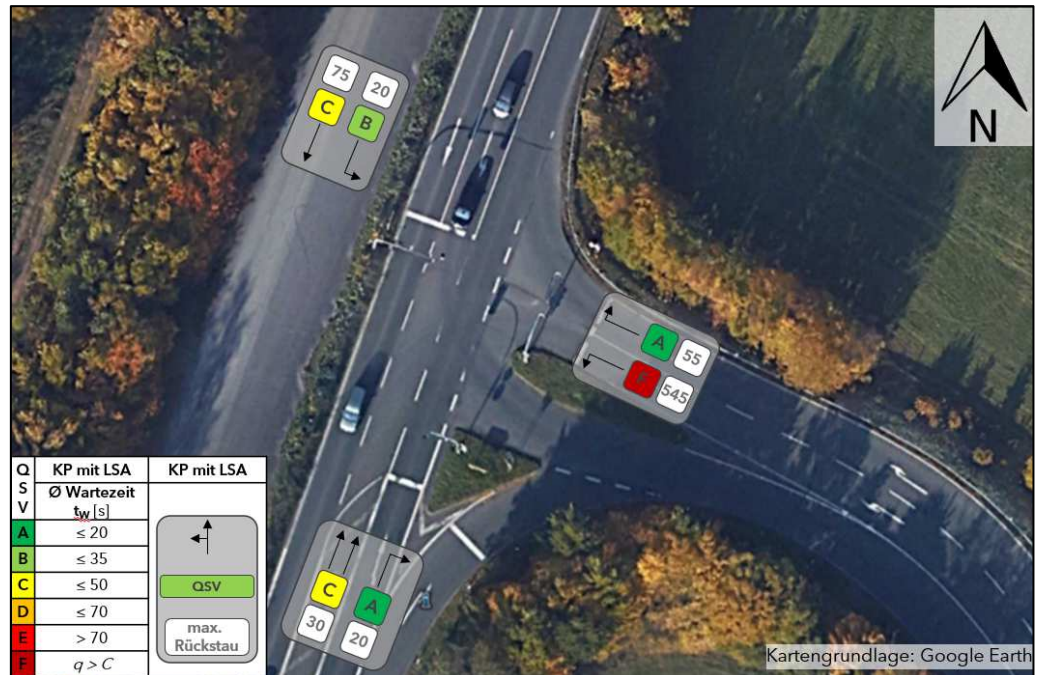 75 20
C B
N
A 55
F 545
C A
30 20
Q S V KP mit LSA KP mit LSA
Ø Wartezeit
tw [s]
A ≤ 20
B ≤ 35
C ≤ 50
D ≤ 70
E > 70
F q > C
QSV
max.
Rückstau
Kartengrundlage: Google Earth